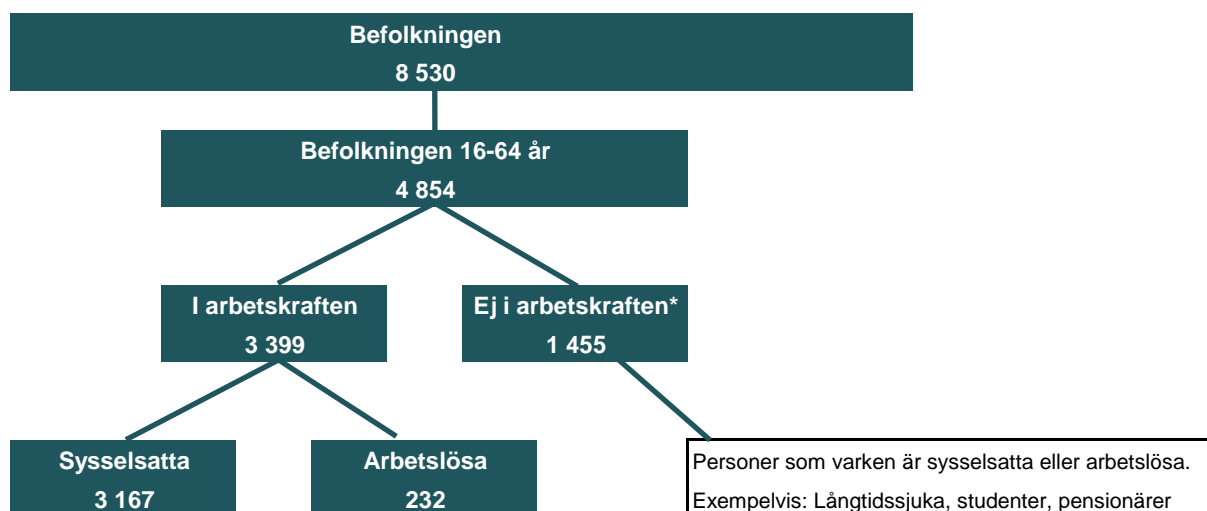 Befolkningen
8 530
Befolkningen 16-64 år
4 854
I arbetskraften
3 399
Ej i arbetskraften*
1 455
Sysselsatta
3 167
Arbetslösa
232
Personer som varken är sysselsatta eller arbetslösa.
Exempelvis: Långtidssjuka, studenter, pensionärer